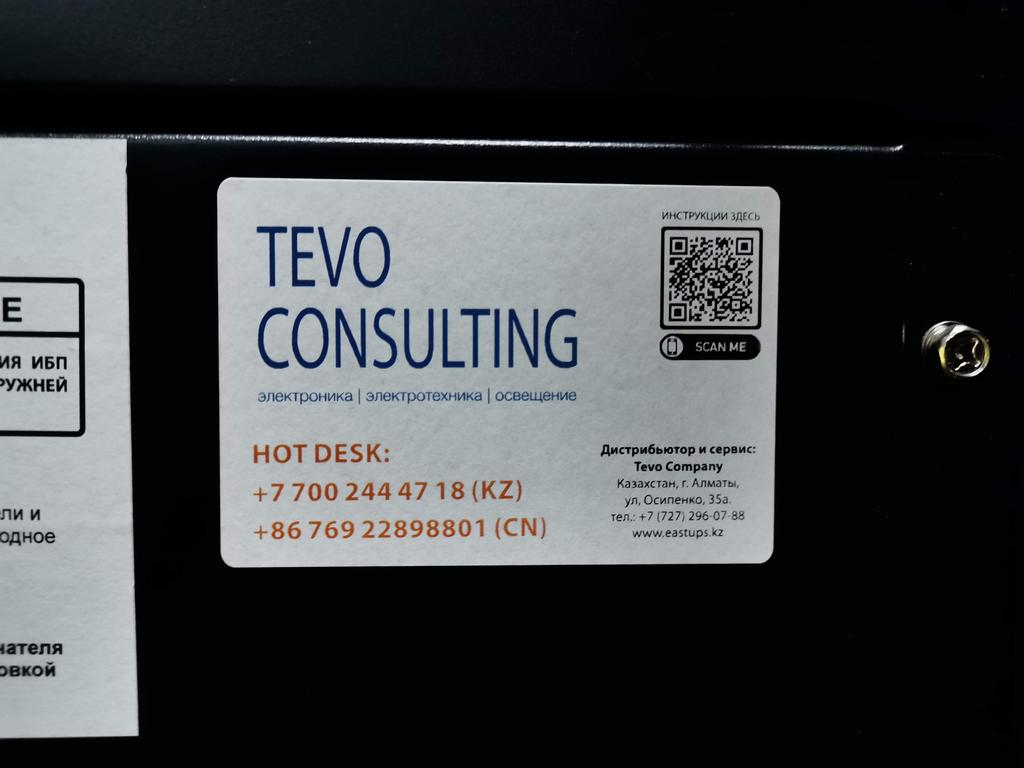 Е
ИЯ ИБП
РУЖНЕЙ
ли и
одное
чателя
овкой
TEVO
CONSULTING
электроника | электротехника | освещение
HOT DESK:
+7 700 244 47 18 (KZ)
+86 769 22898801 (CN)
ИНСТРУКЦИИ ЗДЕСЬ
SCAN ME
Дистрибьютор и сервис:
Tevo Company
Казахстан, г. Алматы,
ул, Осипенко, 35а.
тел.: +7 (727) 296-07-88
www.eastups.kz